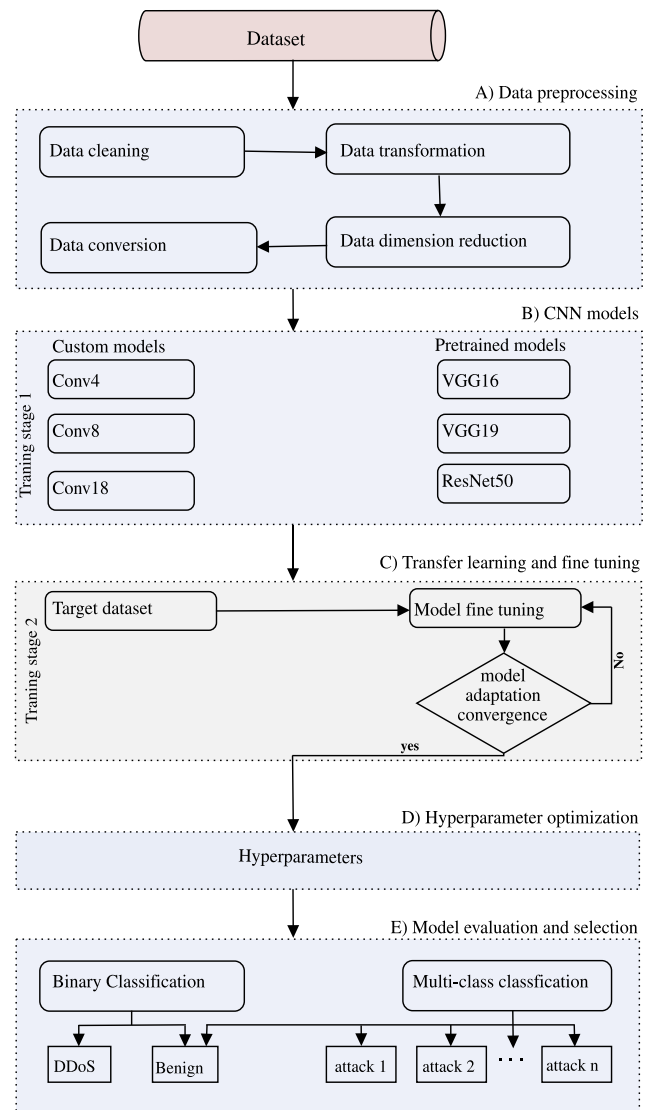 Dataset
A) Data preprocessing
Data cleaning
Data transformation
Data conversion
Data dimension reduction
B) CNN models
Traning stage 1
Custom models
Pretrained models
Conv4
VGG16
Conv8
VGG19
Conv18
ResNet50
C) Transfer learning and fine tuning
Traning stage 2
Target dataset
Model fine tuning
No
model
adaptation
convergence
yes
D) Hyperparameter optimization
Hyperparameters
E) Model evaluation and selection
Binary Classification
Multi-class classfication
DDoS
Benign
attack 1
attack 2
...
attack n